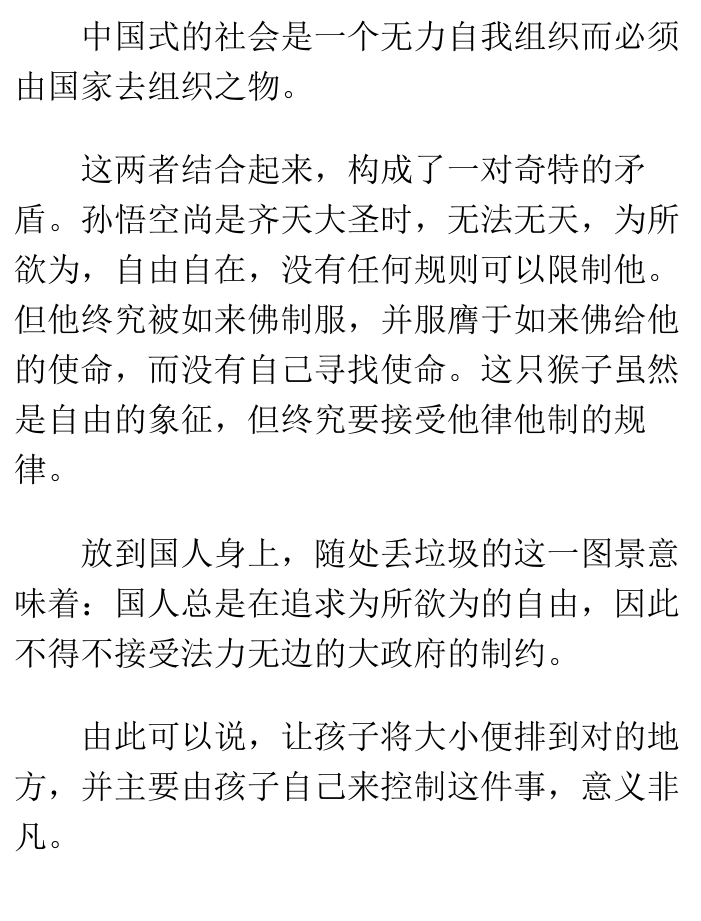 中国式的社会是一个无力自我组织而必须
由国家去组织之物。
这两者结合起来，构成了一对奇特的矛
盾。孙悟空尚是齐天大圣时，无法无天，为所
欲为，自由自在，没有任何规则可以限制他。
但他终究被如来佛制服，并服膺于如来佛给他
的使命，而没有自己寻找使命。这只猴子虽然
是自由的象征，但终究要接受他律他制的规
律。
放到国人身上，随处丢垃圾的这一图景意
味着：国人总是在追求为所欲为的自由，因此
不得不接受法力无边的大政府的制约。
由此可以说，让孩子将大小便排到对的地
方，并主要由孩子自己来控制这件事，意义非
凡。